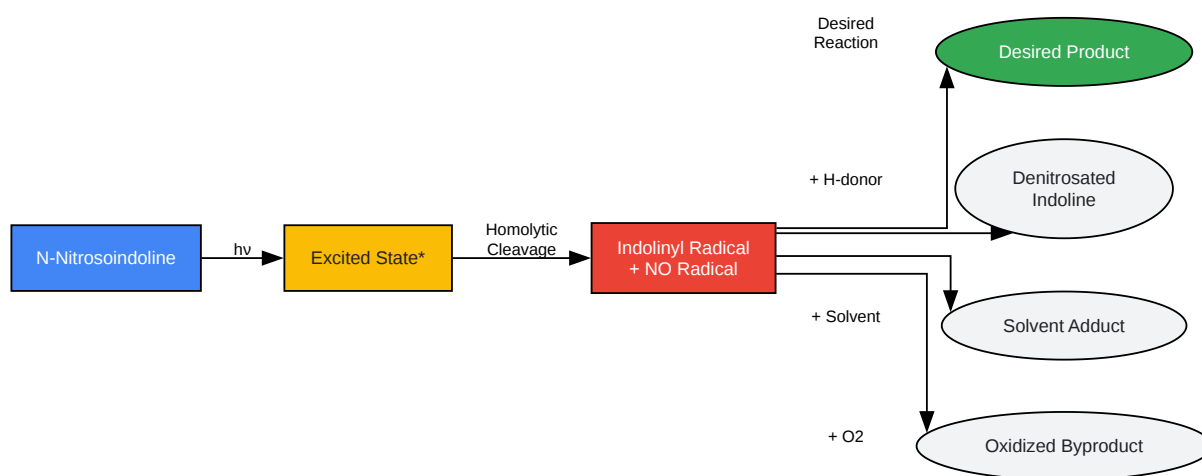 N-Nitrosoindoline
hν
Excited State*
Homolytic
Cleavage
Indolinyl Radical
+ NO Radical
Desired
Reaction
Desired Product
+ H-donor
Denitrosated
Indoline
+ Solvent
Solvent Adduct
+ O2
Oxidized Byproduct